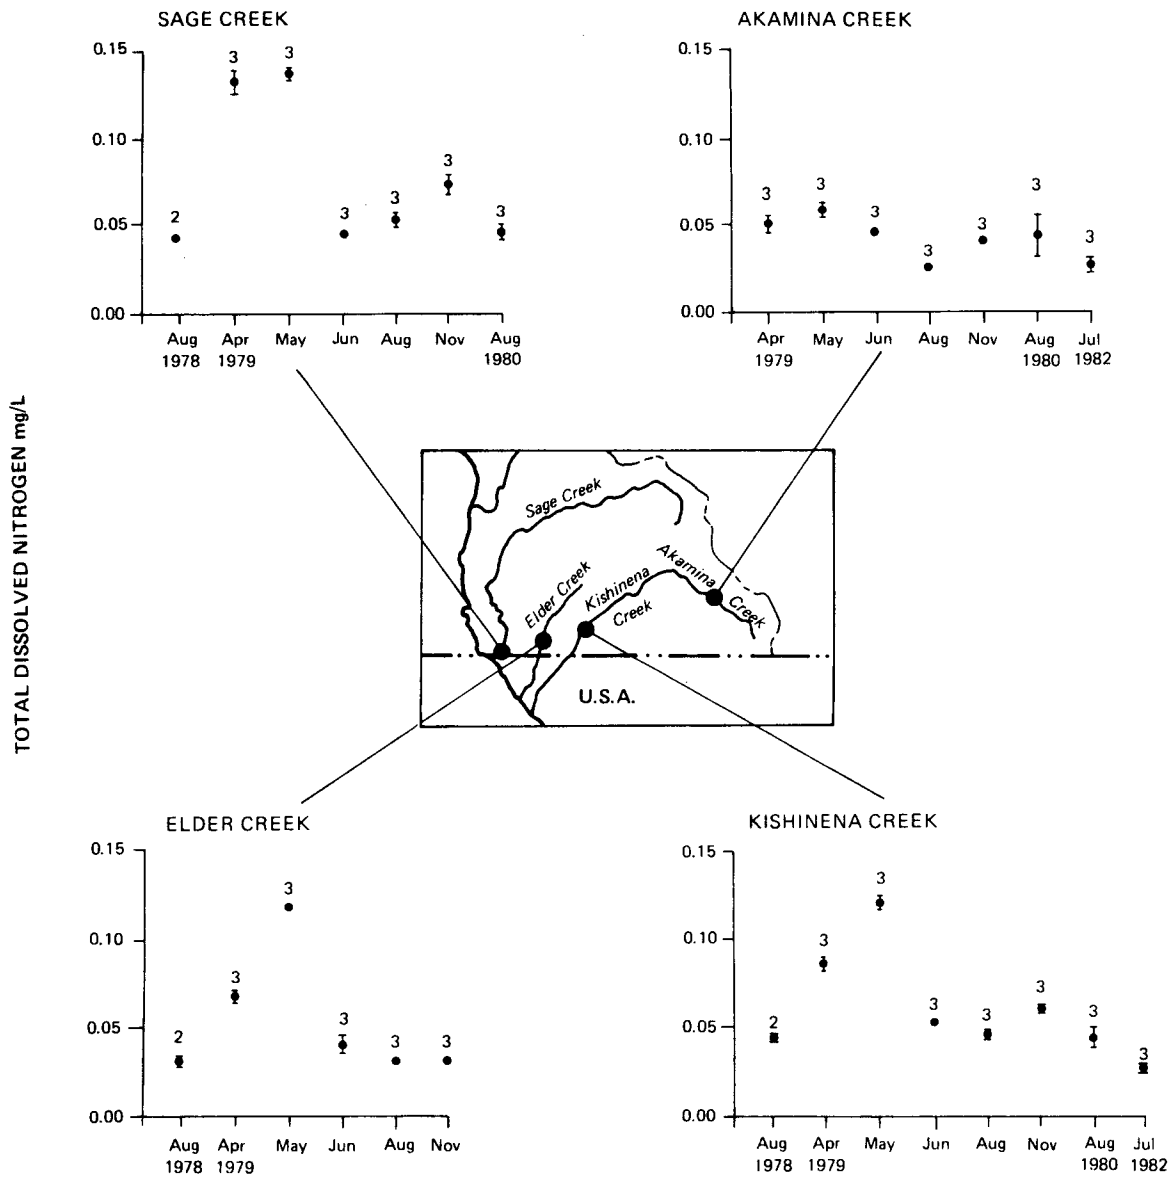 SAGE CREEK
0.15
3
3
0.10
3
3
2
3
3
0.05
0.00
Aug Apr May Jun Aug Nov Aug
1978 1979 1980
AKAMINA CREEK
0.15
0.10
3
3
3
3
3
3
3
0.05
0.00
Apr May Jun Aug Nov Aug Jul
1979 1980 1982
TOTAL DISSOLVED NITROGEN mg/L
Sage Creek
Elder Creek
Kishinena
Creek
Akamina
Creek
U.S.A.
ELDER CREEK
0.15
3
0.10
3
2
3
3
3
0.05
0.00
Aug Apr May Jun Aug Nov
1978 1979
KISHINENA CREEK
0.15
3
0.10
3
3
3
2
3
3
3
0.05
0.00
Aug Apr May Jun Aug Nov Aug Jul
1978 1979 1980 1982